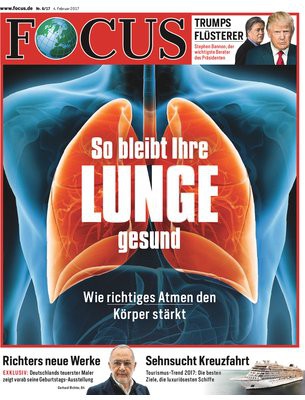 www.focus.de Nr. 6/17 4. Februar 2017
FOCUS
TRUMPS
FLÜSTERER
Stephen Bannon, der
wichtigste Berater
des Präsidenten
So bleibt Ihre
LUNGE
gesund
Wie richtiges Atmen den
Körper stärkt
Richters neue Werke
EXKLUSIV: Deutschlands teuerster Maler
zeigt vorab seine Geburtstags-Ausstellung
Gerhard Richter, 84
Sehnsucht Kreuzfahrt
Tourismus-Trend 2017: Die besten
Ziele, die luxuriösesten Schiffe